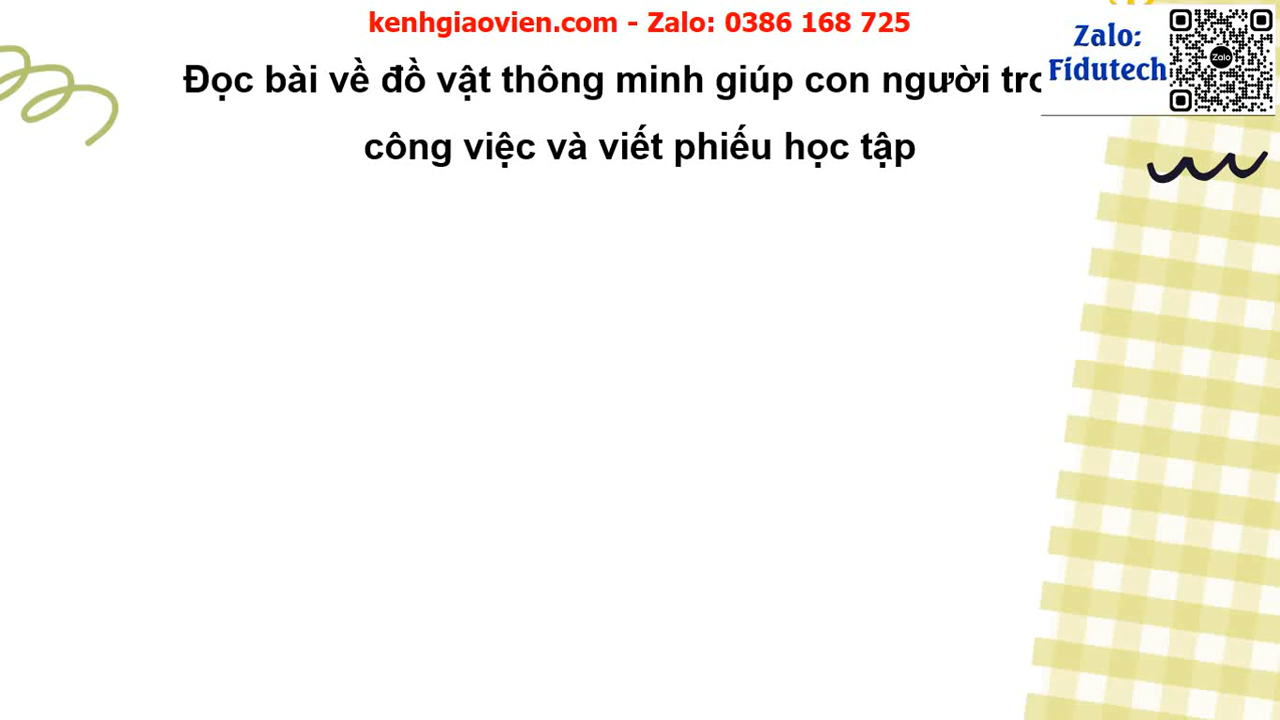 kenhgiaovien.com - Zalo: 0386 168 725
Zalo:
Fidutech
Zalo
Đọc bài về đồ vật thông minh giúp con người
công việc và viết phiếu học tập